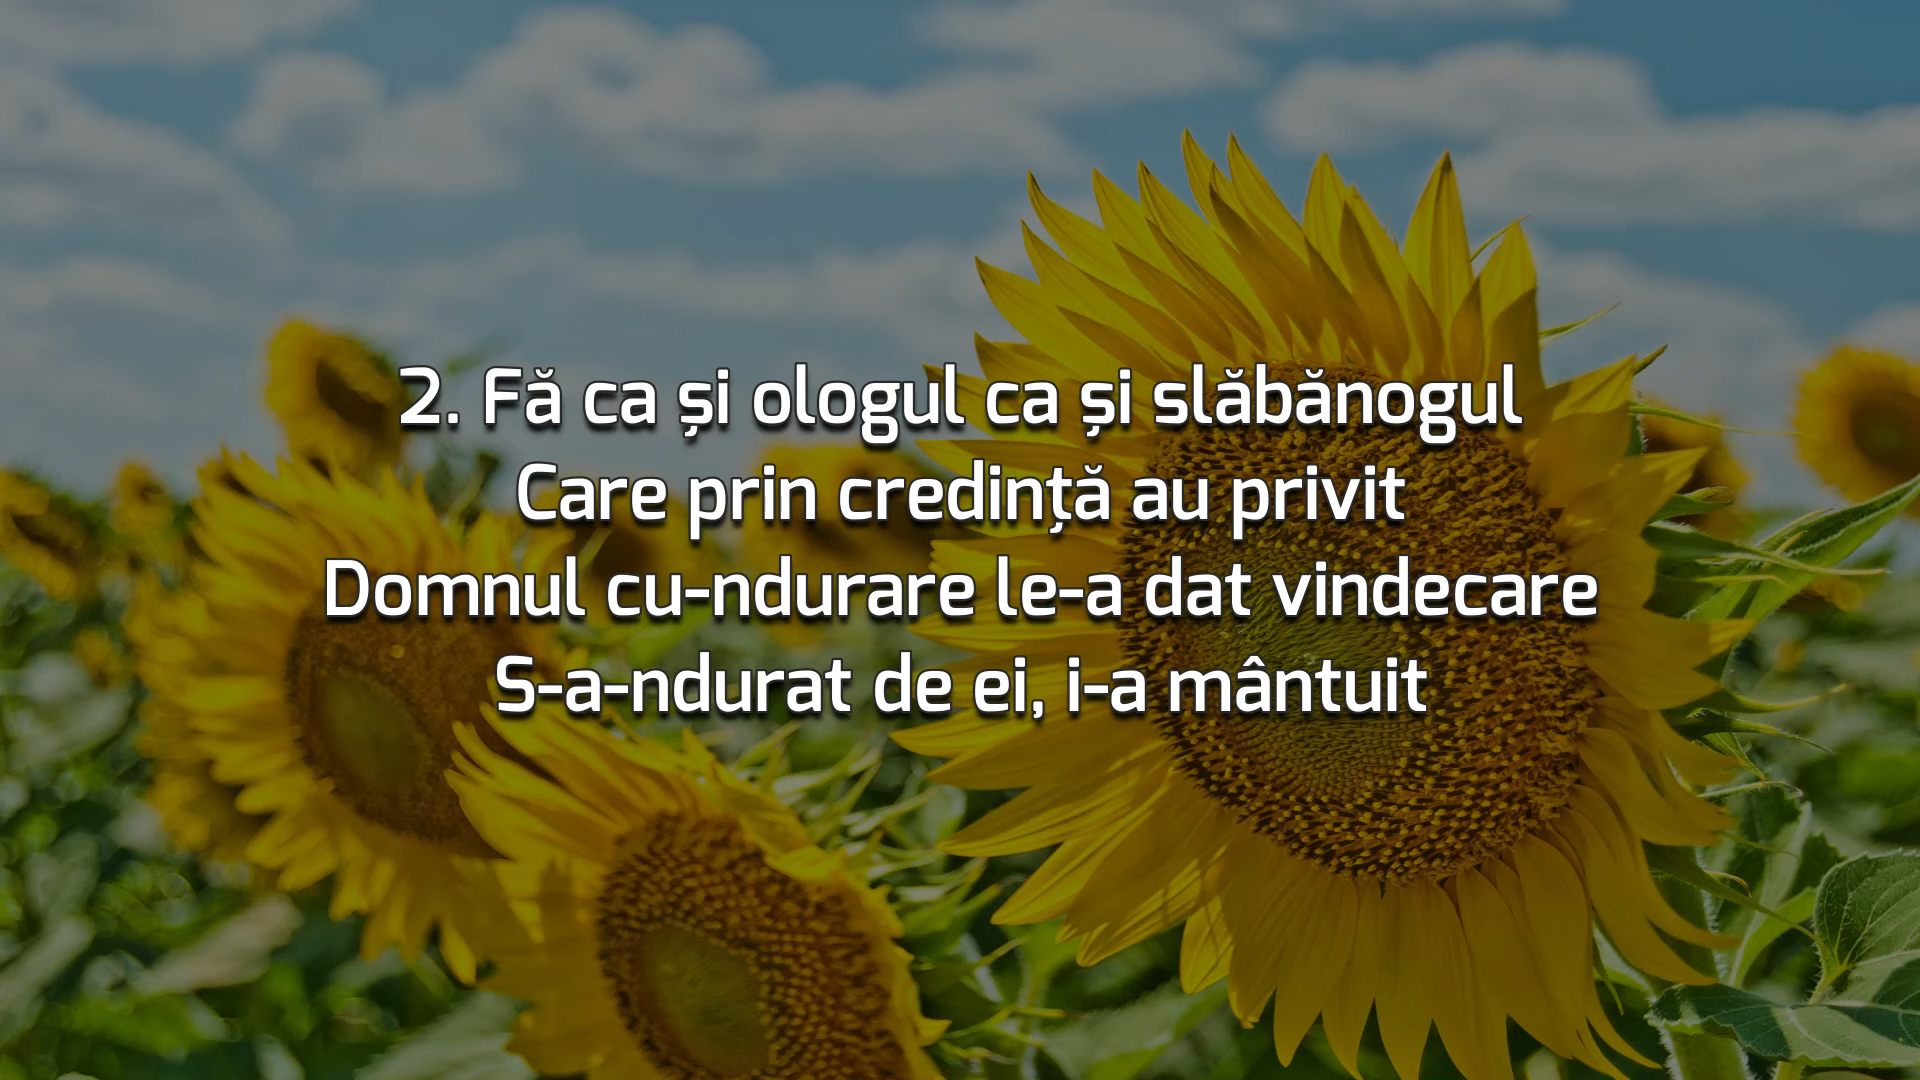 2. Fă ca și ologul ca și slăbănogul
Care prin credință au privit
Domnul cu-ndurare le-a dat vindecare
S-a-ndurat de ei, i-a mântuit